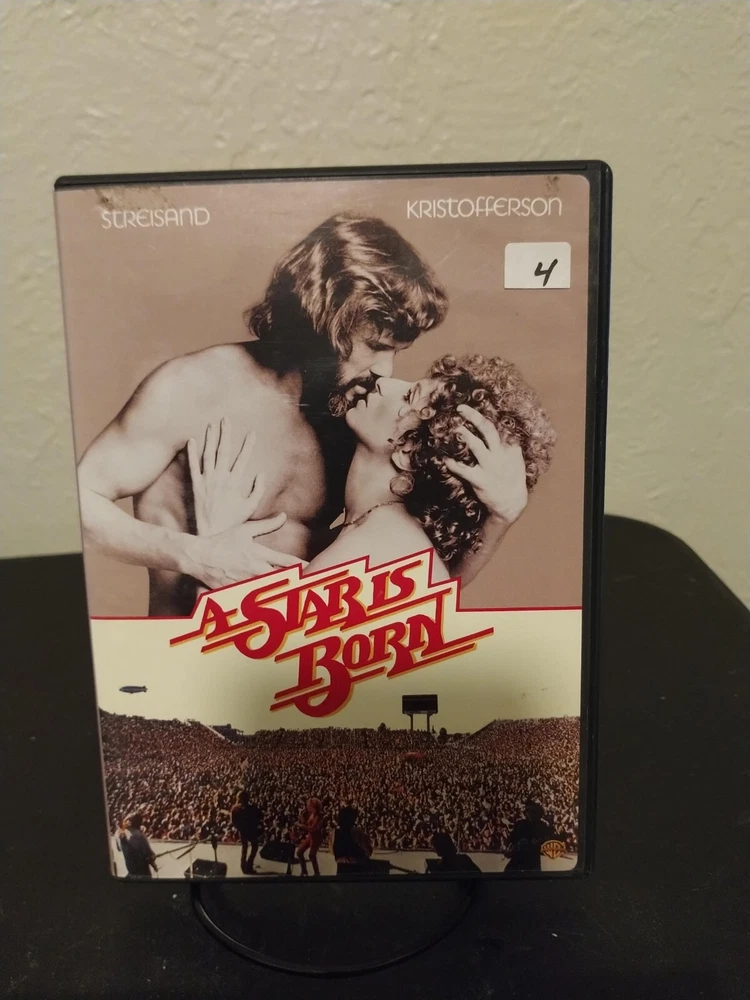 STREISAND KRISTOFFERSON
4
A STAR IS
BORN